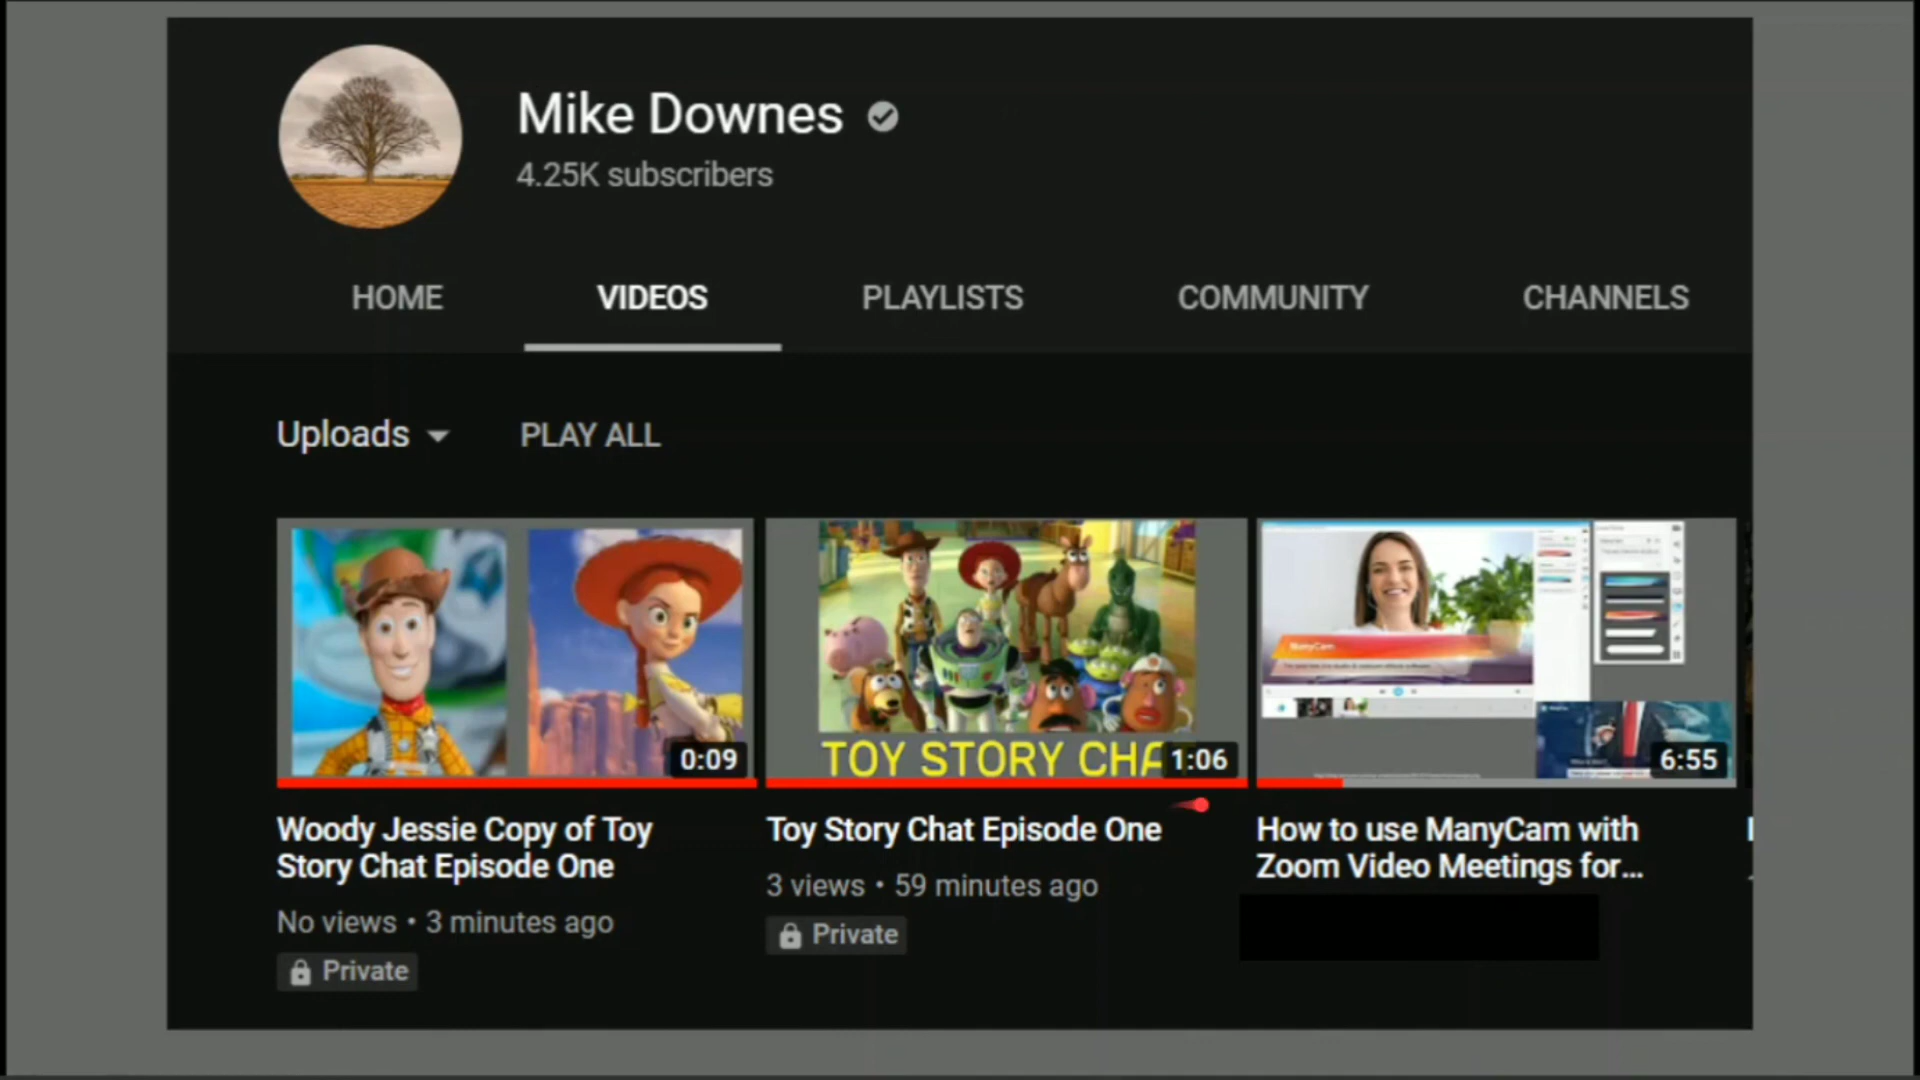 Mike Downes
4.25K subscribers
HOME VIDEOS PLAYLISTS COMMUNITY CHANNELS
Uploads PLAY ALL
0:09
TOY STORY CHA
1:06
ManyCam
6:55
Woody Jessie Copy of Toy
Story Chat Episode One
No views • 3 minutes ago
Private
Toy Story Chat Episode One
3 views • 59 minutes ago
Private
How to use ManyCam with
Zoom Video Meetings for...